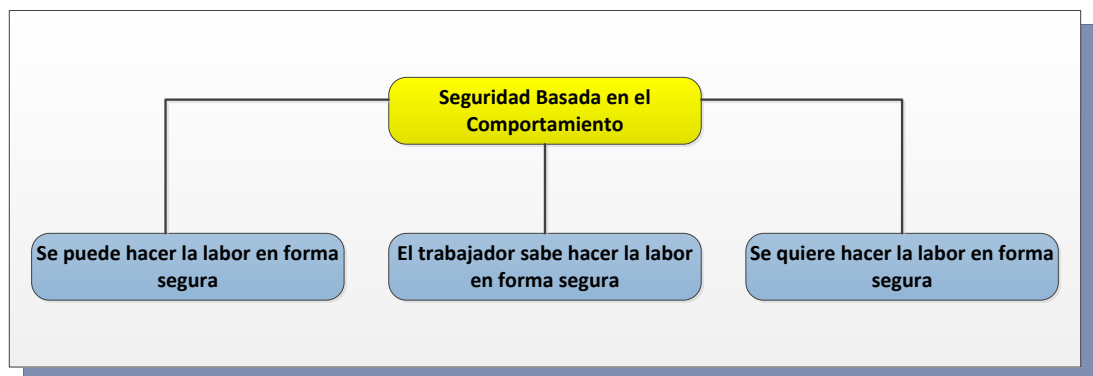 Seguridad Basada en el
Comportamiento
Se puede hacer la labor en forma
segura
El trabajador sabe hacer la labor
en forma segura
Se quiere hacer la labor en forma
segura